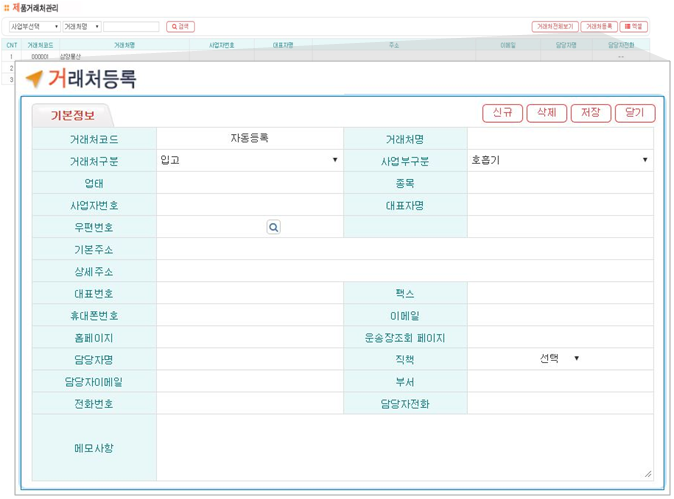 제품거래처관리
사업부선택 거래처명 검색 거래처전화보기 거래처등록 엑셀
CNT 거래처코드 거래처명 사업자번호 대표자명 주소 이메일 담당자명 담당자전화
1 000001 삼양통산 --
2
3
거래처등록
기본정보 신규 삭제 저장 닫기
거래처코드 자동등록 거래처명
거래처구분 입고 사업부구분 호흡기
업태 종목
사업자번호 대표자명
우편번호
기본주소
상세주소
대표번호 팩스
휴대폰번호 이메일
홈페이지 운송장조회 페이지
담당자명 직책 선택
담당자이메일 부서
전화번호 담당자전화
메모사항